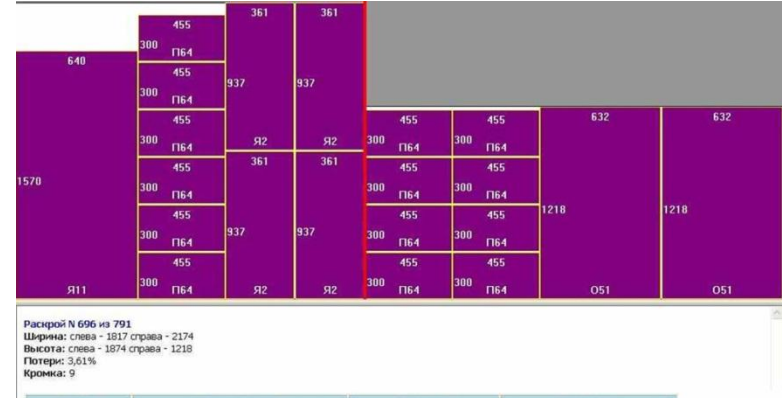 640
1570
Я11
455
300 П64
455
300 П64
455
300 П64
455
300 П64
455
300 П64
455
300 П64
361
937
Я2
361
937
Я2
361
937
Я2
361
937
Я2
455
300 П64
455
300 П64
455
300 П64
455
300 П64
455
300 П64
455
300 П64
455
300 П64
455
300 П64
632
1218
О51
632
1218
О51
Раскрой N 696 из 791
Ширина: слева - 1817 справа - 2174
Высота: слева - 1874 справа - 1218
Потери: 3,61%
Кромка: 9